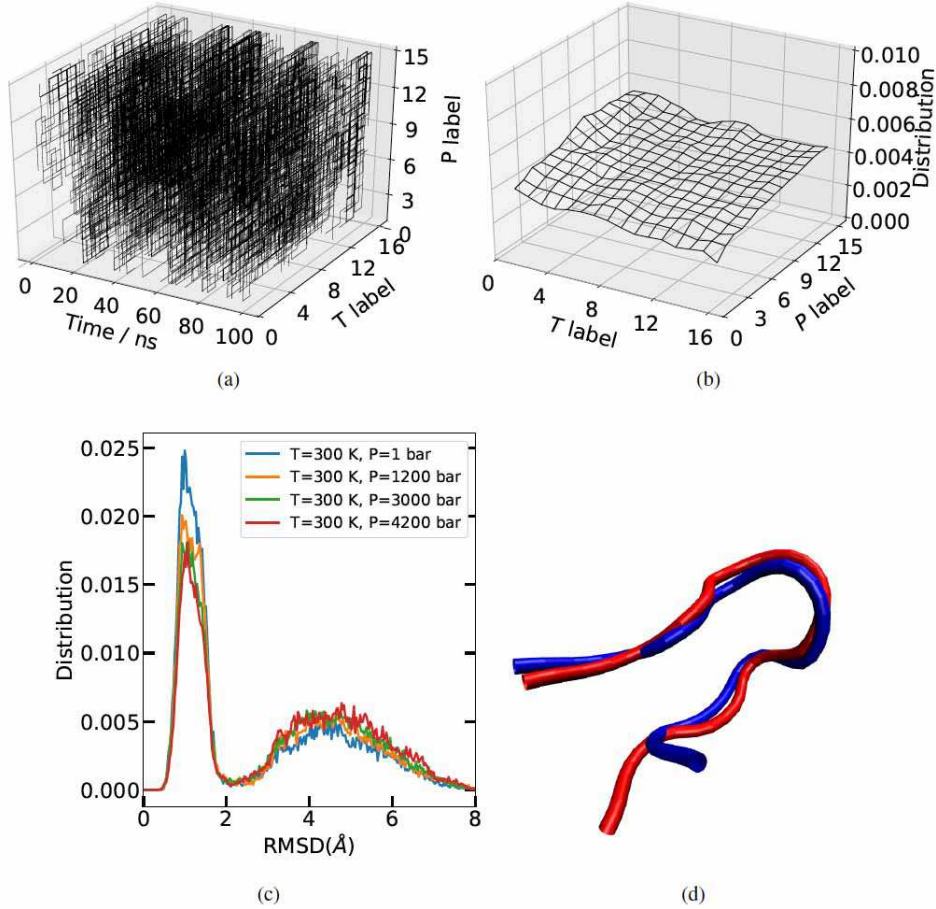 15
12
9
6
3
0
P label
0
20
40
60
80
100
Time / ns
0
4
8
12
16
T label
(a)
0.010
0.008
0.006
0.004
0.002
0.000
Distribution
0
4
8
12
16
T label
0
3
6
9
12
15
P label
(b)
0.025
0.020
0.015
0.010
0.005
0.000
Distribution
T=300 K, P=1 bar
T=300 K, P=1200 bar
T=300 K, P=3000 bar
T=300 K, P=4200 bar
0 2 4 6 8
RMSD(Å)
(c)
(d)